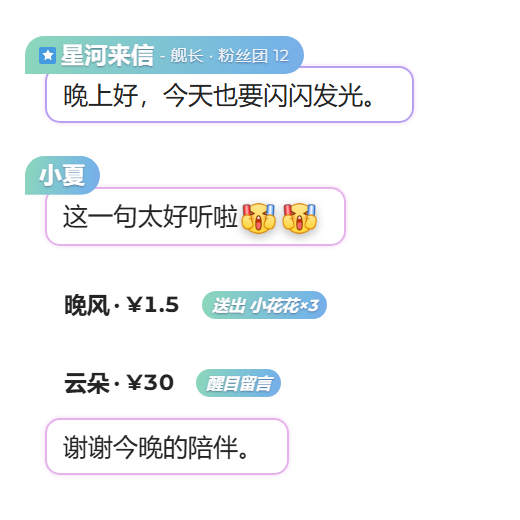 星河来信 - 舰长 · 粉丝团 12
晚上好，今天也要闪闪发光。
小夏
这一句太好听啦
晚风 · ¥1.5 送出 小花花×3
云朵 · ¥30 醒目留言
谢谢今晚的陪伴。